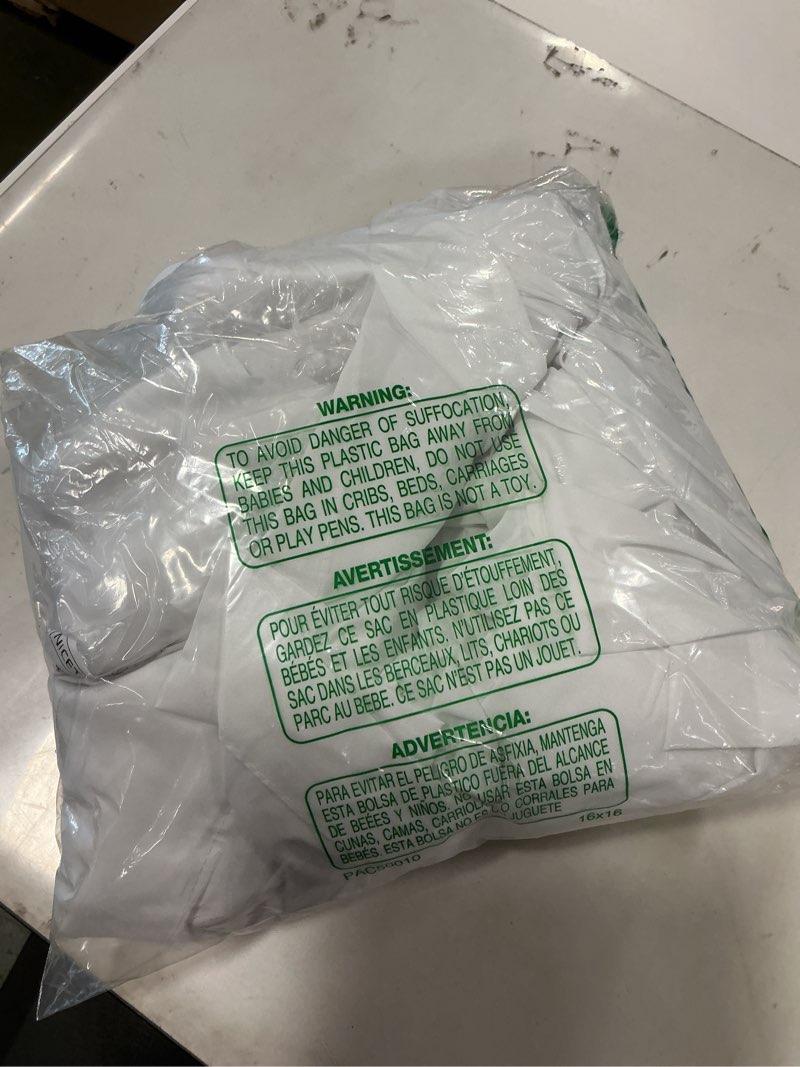 WARNING:
TO AVOID DANGER OF SUFFOCATION,
KEEP THIS PLASTIC BAG AWAY FROM
BABIES AND CHILDREN, DO NOT USE
THIS BAG IN CRIBS, BEDS, CARRIAGES
OR PLAY PENS. THIS BAG IS NOT A TOY.
AVERTISSEMENT:
POUR ÉVITER TOUT RISQUE D'ÉTOUFFEMENT,
GARDEZ CE SAC EN PLASTIQUE LOIN DES
BÉBÉS ET LES ENFANTS. N'UTILISEZ PAS CE
SAC DANS LES BERCEAUX, LITS, CHARIOTS OU
PARC AU BEBE. CE SAC N'EST PAS UN JOUET.
ADVERTENCIA:
PARA EVITAR EL PELIGRO DE ASFIXIA, MANTENGA
ESTA BOLSA DE PLASTICO FUERA DEL ALCANCE
DE BEBÉS Y NIÑOS, NO USAR ESTA BOLSA EN
CUNAS, CAMAS, CORRALES PARA
BEBÉS. ESTA BOLSA NO ES JUGUETE
16x16
NICE